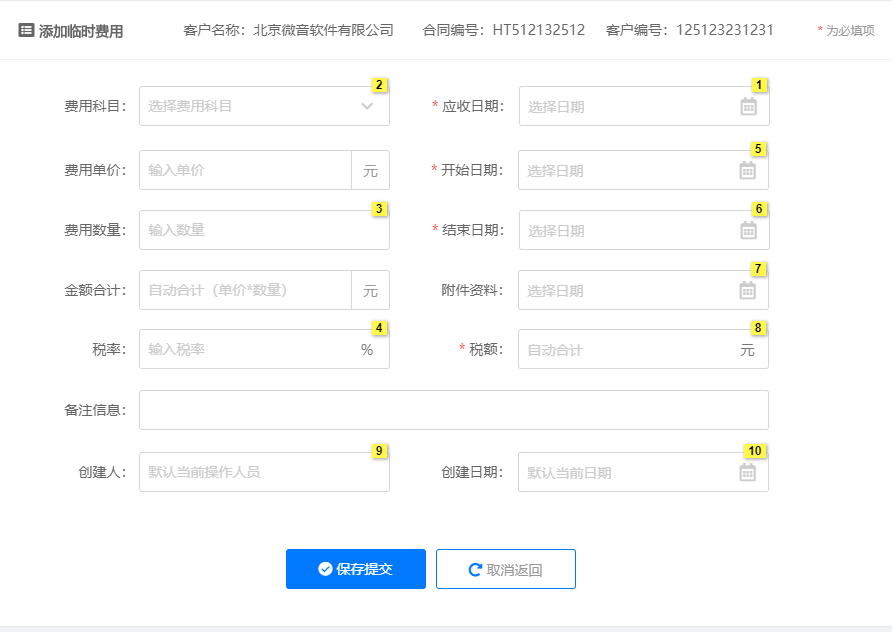 添加临时费用 客户名称：北京微音软件有限公司 合同编号：HT512132512 客户编号：125123231231 * 为必填项
费用科目： 选择费用科目 2 * 应收日期： 选择日期 1
费用单价： 输入单价 元 * 开始日期： 选择日期 5
费用数量： 输入数量 3 * 结束日期： 选择日期 6
金额合计： 自动合计（单价*数量） 元 附件资料： 选择日期 7
税率： 输入税率 % 4 * 税额： 自动合计 元 8
备注信息：
创建人： 默认当前操作人员 9 创建日期： 默认当前日期 10
保存提交 取消返回